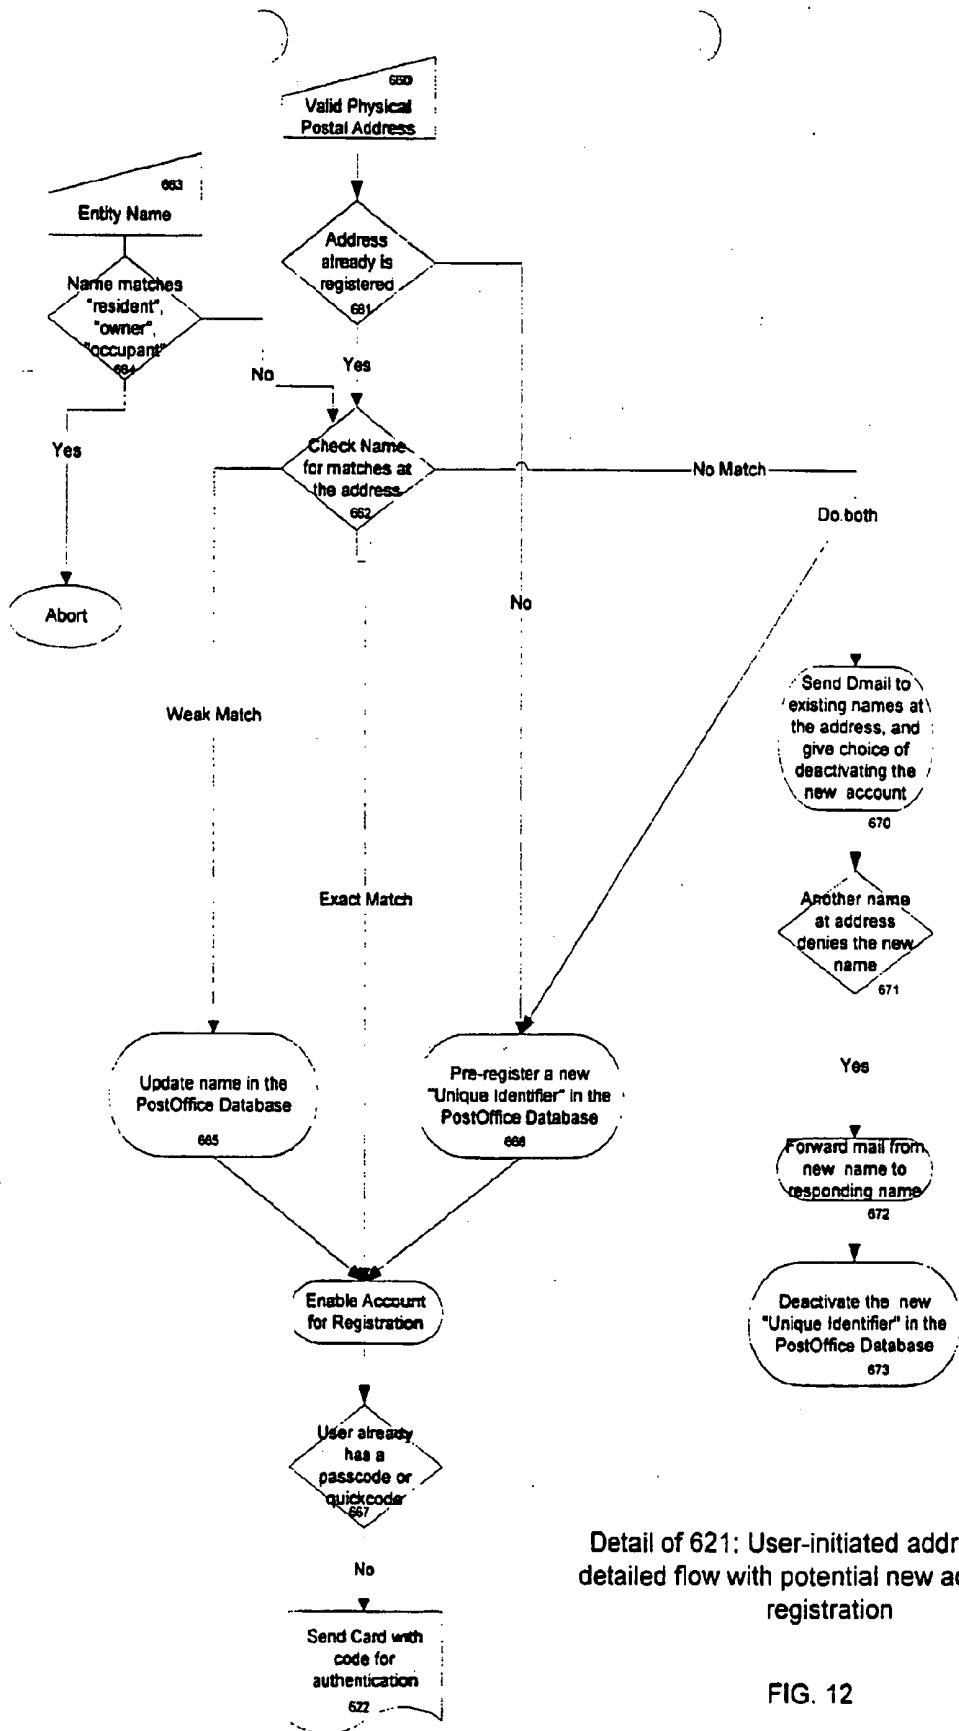 660
Valid Physical
Postal Address
663
Entity Name
Name matches
"resident",
"owner",
"occupant"
664
Address
already is
registered
661
No
Yes
Yes
Check Name
for matches at
the address
662
No Match
Do both
Abort
No
Weak Match
Send Dmail to
existing names at
the address, and
give choice of
deactivating the
new account
670
Exact Match
Another name
at address
denies the new
name
671
Update name in the
PostOffice Database
665
Pre-register a new
"Unique Identifier" in the
PostOffice Database
666
Yes
Forward mail from
new name to
responding name
672
Enable Account
for Registration
Deactivate the new
"Unique Identifier" in the
PostOffice Database
673
User already
has a
passcode or
quickcode
667
No
Send Card with
code for
authentication
622
Detail of 621: User-initiated addr
detailed flow with potential new a
registration
FIG. 12